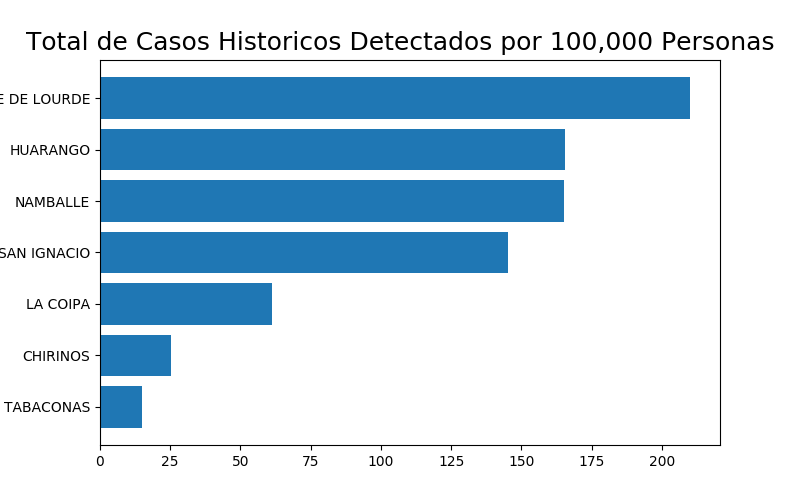 Total de Casos Historicos Detectados por 100,000 Personas
E DE LOURDE
HUARANGO
NAMBALLE
SAN IGNACIO
LA COIPA
CHIRINOS
TABACONAS
0 25 50 75 100 125 150 175 200